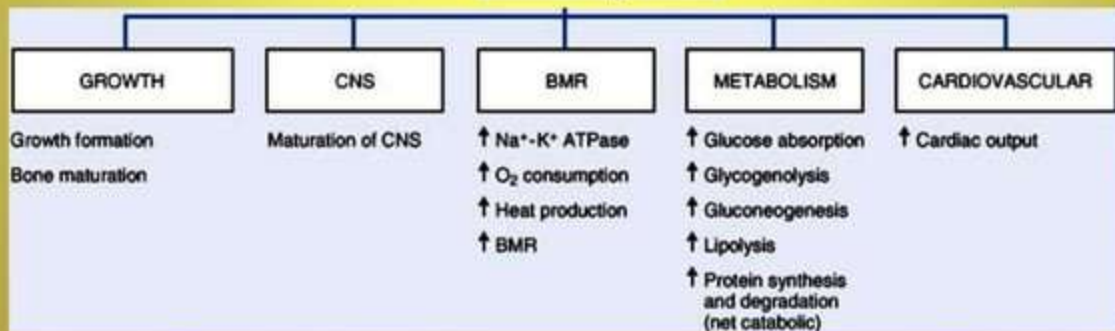 GROWTH
Growth formation
Bone maturation
CNS
Maturation of CNS
BMR
↑ Na⁺-K⁺ ATPase
↑ O₂ consumption
↑ Heat production
↑ BMR
METABOLISM
↑ Glucose absorption
↑ Glycogenolysis
↑ Gluconeogenesis
↑ Lipolysis
↑ Protein synthesis
and degradation
(net catabolic)
CARDIOVASCULAR
↑ Cardiac output